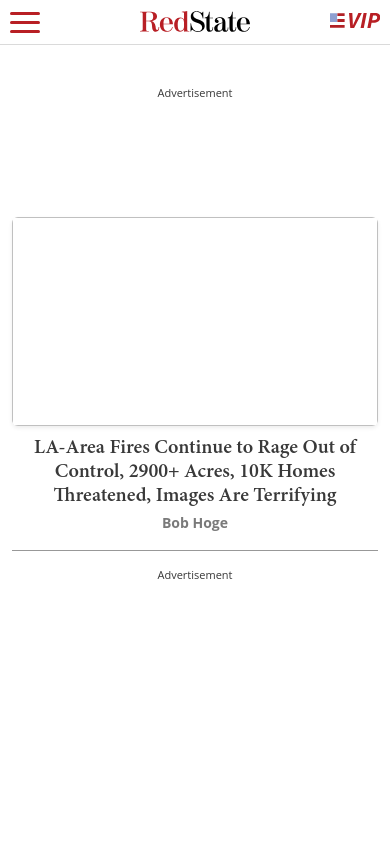 RedState
VIP
Advertisement
LA-Area Fires Continue to Rage Out of
Control, 2900+ Acres, 10K Homes
Threatened, Images Are Terrifying
Bob Hoge
Advertisement